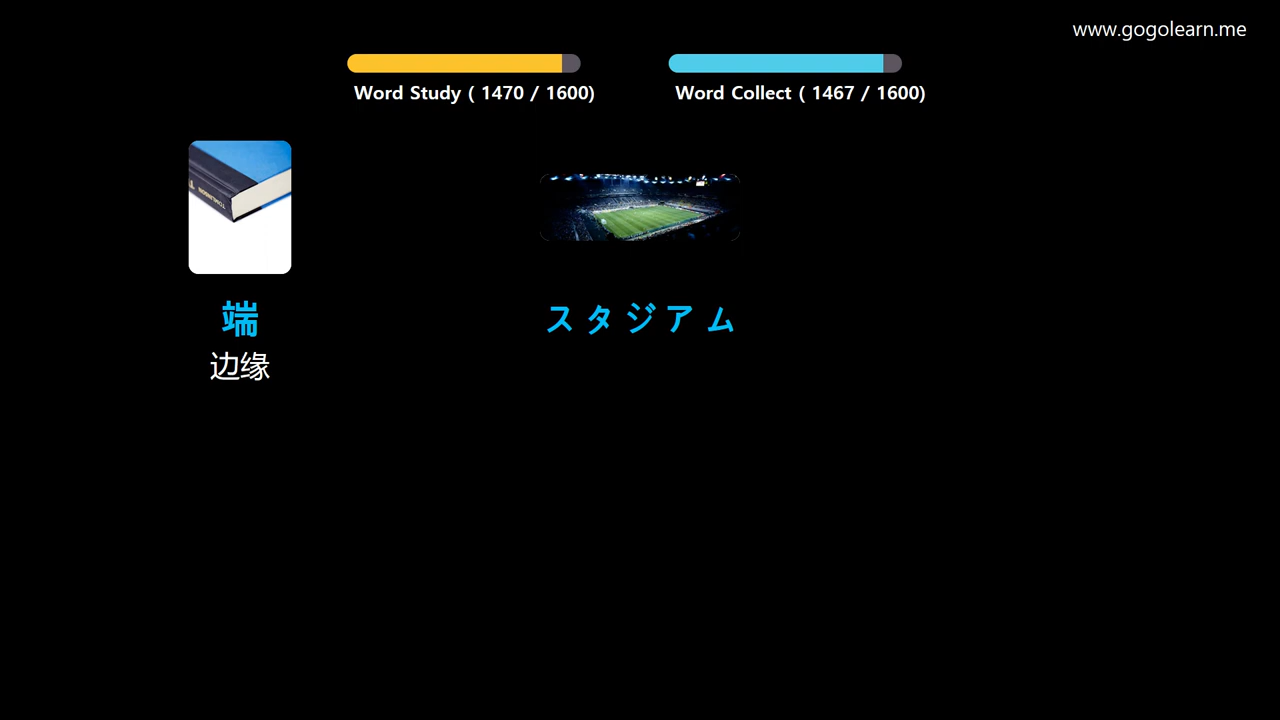 www.gogolearn.me
Word Study ( 1470 / 1600)
Word Collect ( 1467 / 1600)
端
边缘
スタジアム